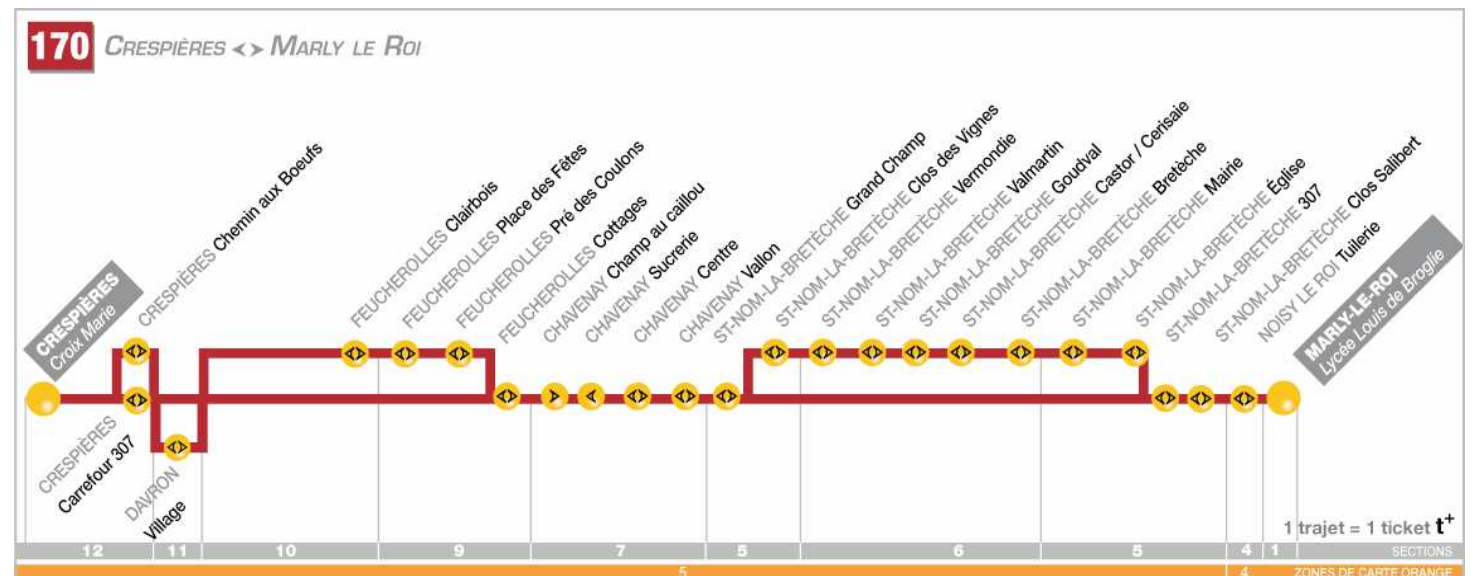 170 CRESPIÈRES <> MARLY LE ROI
CRESPIÈRES
Croix Marie
CRESPIÈRES Chemin aux Boeufs
CRESPIÈRES
Carrefour 307
DAVRON
Village
FEUCHEROLLES Clairbois
FEUCHEROLLES Place des Fêtes
FEUCHEROLLES Pré des Coulons
FEUCHEROLLES Cottages
CHAVENAY Champ au caillou
CHAVENAY Sucrerie
CHAVENAY Centre
CHAVENAY Vallon
ST-NOM-LA-BRETÈCHE Grand Champ
ST-NOM-LA-BRETÈCHE Clos des Vignes
ST-NOM-LA-BRETÈCHE Vermondie
ST-NOM-LA-BRETÈCHE Valmartin
ST-NOM-LA-BRETÈCHE Goudval
ST-NOM-LA-BRETÈCHE Castor / Cerisaie
ST-NOM-LA-BRETÈCHE Bretèche
ST-NOM-LA-BRETÈCHE Mairie
ST-NOM-LA-BRETÈCHE Église
ST-NOM-LA-BRETÈCHE 307
ST-NOM-LA-BRETÈCHE Clos Salibert
NOISY LE ROI Tuilerie
MARLY-LE-ROI
Lycée Louis de Broglie
1 trajet = 1 ticket t+
12 11 10 9 7 5 6 5 4 1 SECTIONS
5 4 ZONES DE CARTE ORANGE